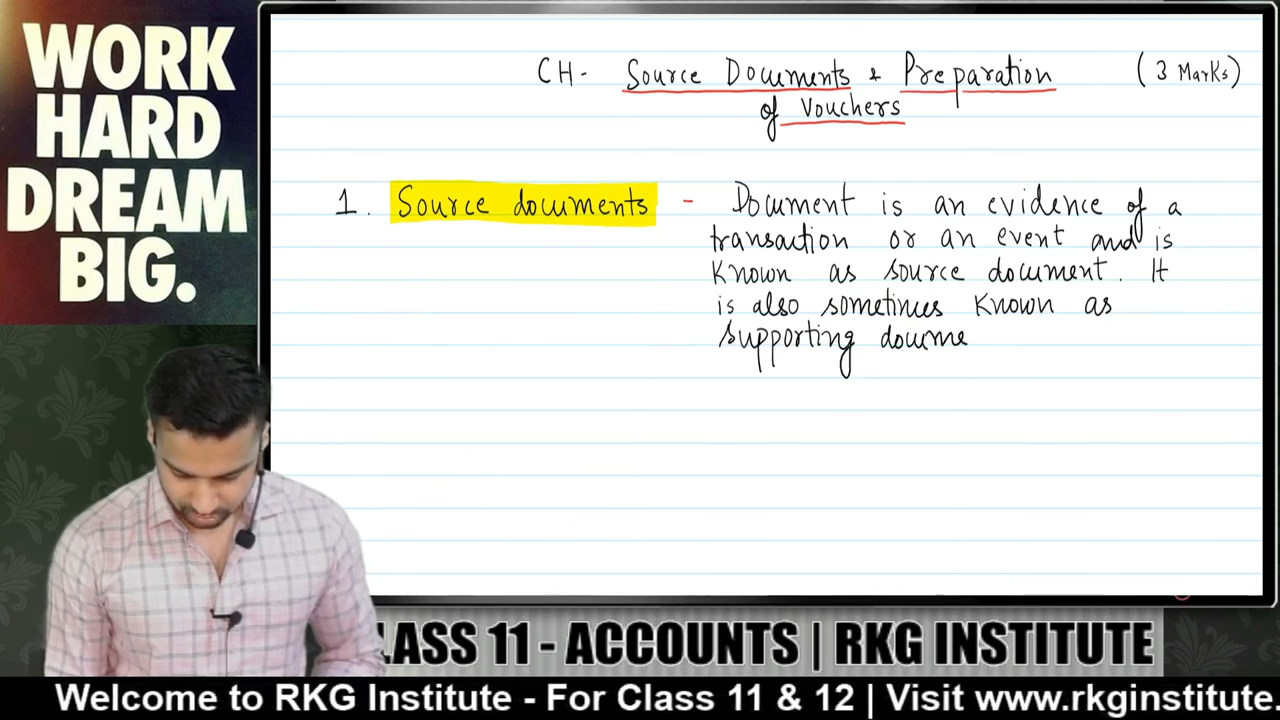 WORK
HARD
DREAM
BIG.
CH- Source Documents & Preparation (3 Marks)
of Vouchers
1. Source documents - Document is an evidence of a
transaction or an event and is
known as source document. It
is also sometimes known as
supporting docume
CLASS 11 - ACCOUNTS | RKG INSTITUTE
Welcome to RKG Institute - For Class 11 & 12 | Visit www.rkginstitute.